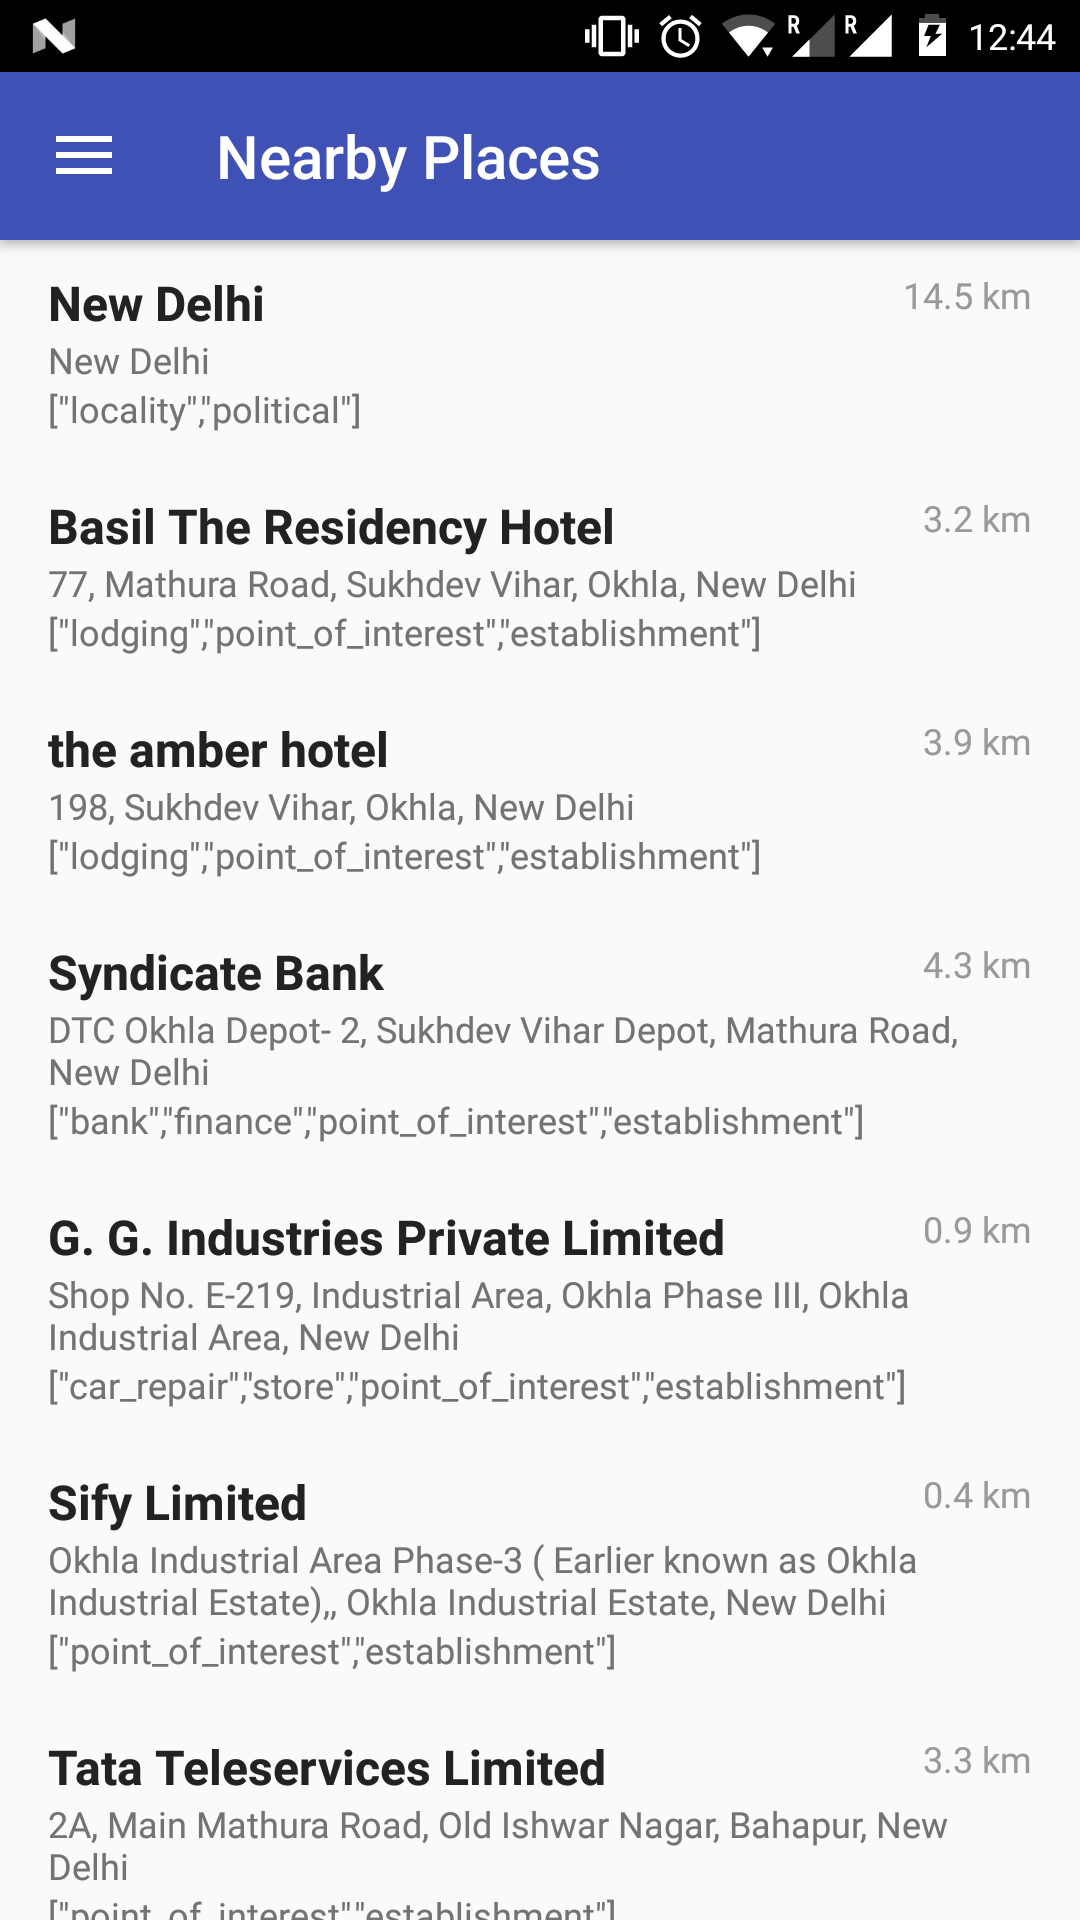 R R 12:44
Nearby Places
New Delhi 14.5 km
New Delhi
["locality","political"]
Basil The Residency Hotel 3.2 km
77, Mathura Road, Sukhdev Vihar, Okhla, New Delhi
["lodging","point_of_interest","establishment"]
the amber hotel 3.9 km
198, Sukhdev Vihar, Okhla, New Delhi
["lodging","point_of_interest","establishment"]
Syndicate Bank 4.3 km
DTC Okhla Depot- 2, Sukhdev Vihar Depot, Mathura Road,
New Delhi
["bank","finance","point_of_interest","establishment"]
G. G. Industries Private Limited 0.9 km
Shop No. E-219, Industrial Area, Okhla Phase III, Okhla
Industrial Area, New Delhi
["car_repair","store","point_of_interest","establishment"]
Sify Limited 0.4 km
Okhla Industrial Area Phase-3 ( Earlier known as Okhla
Industrial Estate),, Okhla Industrial Estate, New Delhi
["point_of_interest","establishment"]
Tata Teleservices Limited 3.3 km
2A, Main Mathura Road, Old Ishwar Nagar, Bahapur, New
Delhi
["point_of_interest","establishment"]